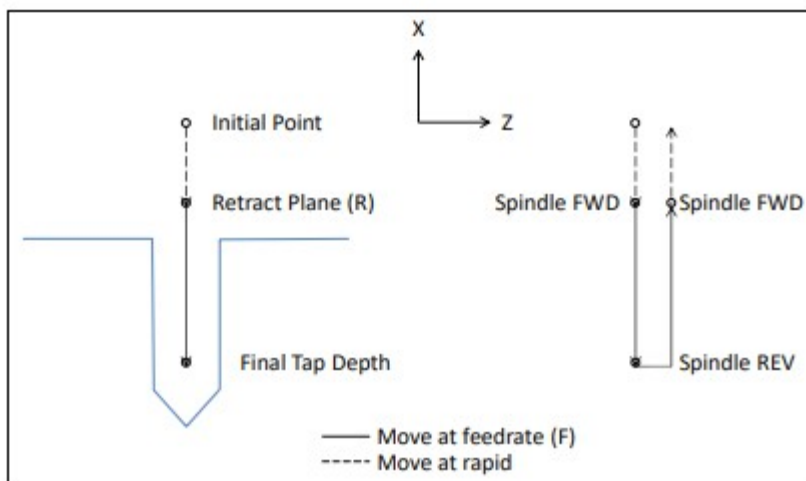 X
Z
Initial Point
Retract Plane (R)
Spindle FWD
Spindle FWD
Final Tap Depth
Spindle REV
Move at feedrate (F)
Move at rapid